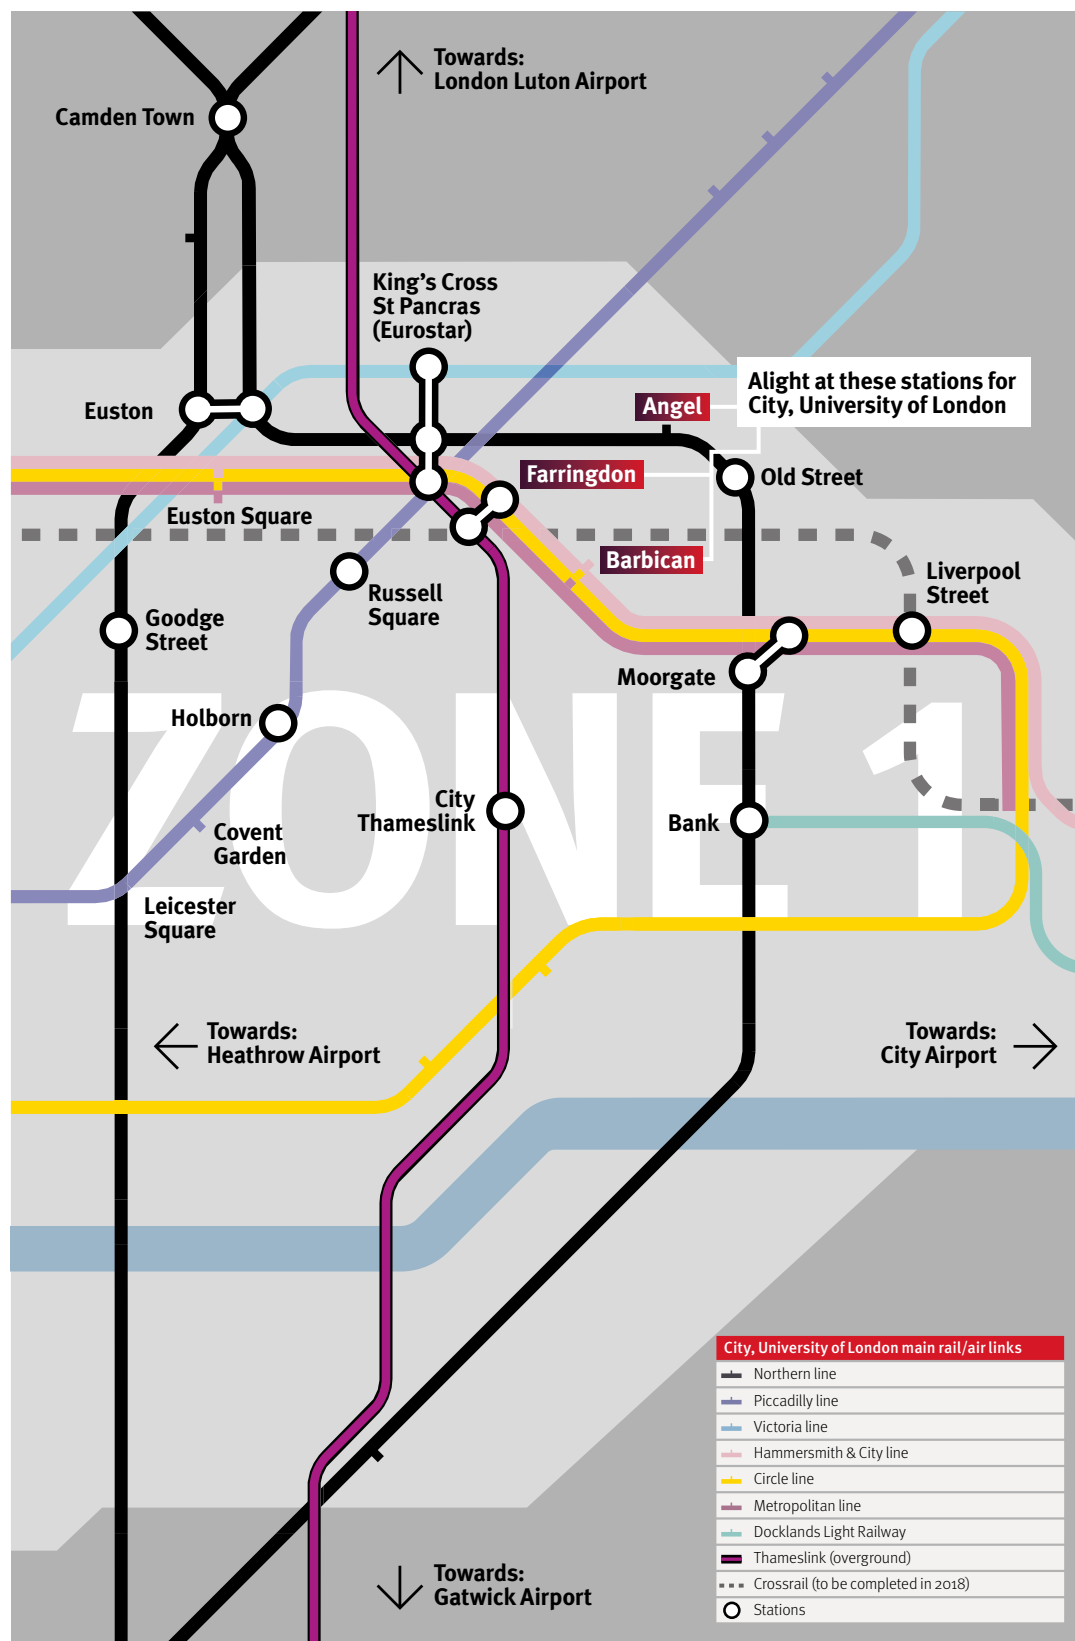 Towards:
London Luton Airport
Camden Town
King's Cross
St Pancras
(Eurostar)
Alight at these stations for
City, University of London
Angel
Euston
Farringdon
Old Street
Euston Square
Barbican
Liverpool
Street
Russell
Square
Goodge
Street
Moorgate
ZONE 1
Holborn
City
Thameslink
Bank
Covent
Garden
Leicester
Square
Towards:
Heathrow Airport
Towards:
City Airport
City, University of London main rail/air links
Northern line
Piccadilly line
Victoria line
Hammersmith & City line
Circle line
Metropolitan line
Docklands Light Railway
Thameslink (overground)
Crossrail (to be completed in 2018)
Stations
Towards:
Gatwick Airport